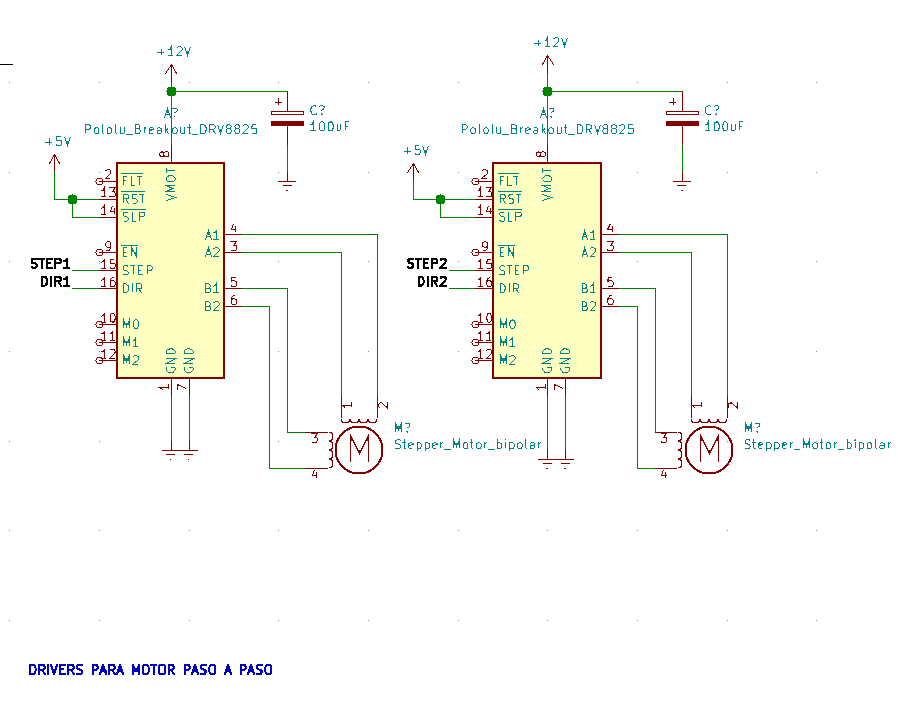 +12V
A?
Pololu_Breakout_DRV8825
C?
100uF
+5V
8
VMOT
2 FLT
13 RST
14 SLP
9 EN
STEP1 15 STEP
DIR1 16 DIR
10 M0
11 M1
12 M2
A1 4
A2 3
B1 5
B2 6
GND GND
1 7
1 2
3
4
M
M?
Stepper_Motor_bipolar
+12V
A?
Pololu_Breakout_DRV8825
C?
100uF
+5V
8
VMOT
2 FLT
13 RST
14 SLP
9 EN
STEP2 15 STEP
DIR2 16 DIR
10 M0
11 M1
12 M2
A1 4
A2 3
B1 5
B2 6
GND GND
1 7
1 2
3
4
M
M?
Stepper_Motor_bipolar
DRIVERS PARA MOTOR PASO A PASO